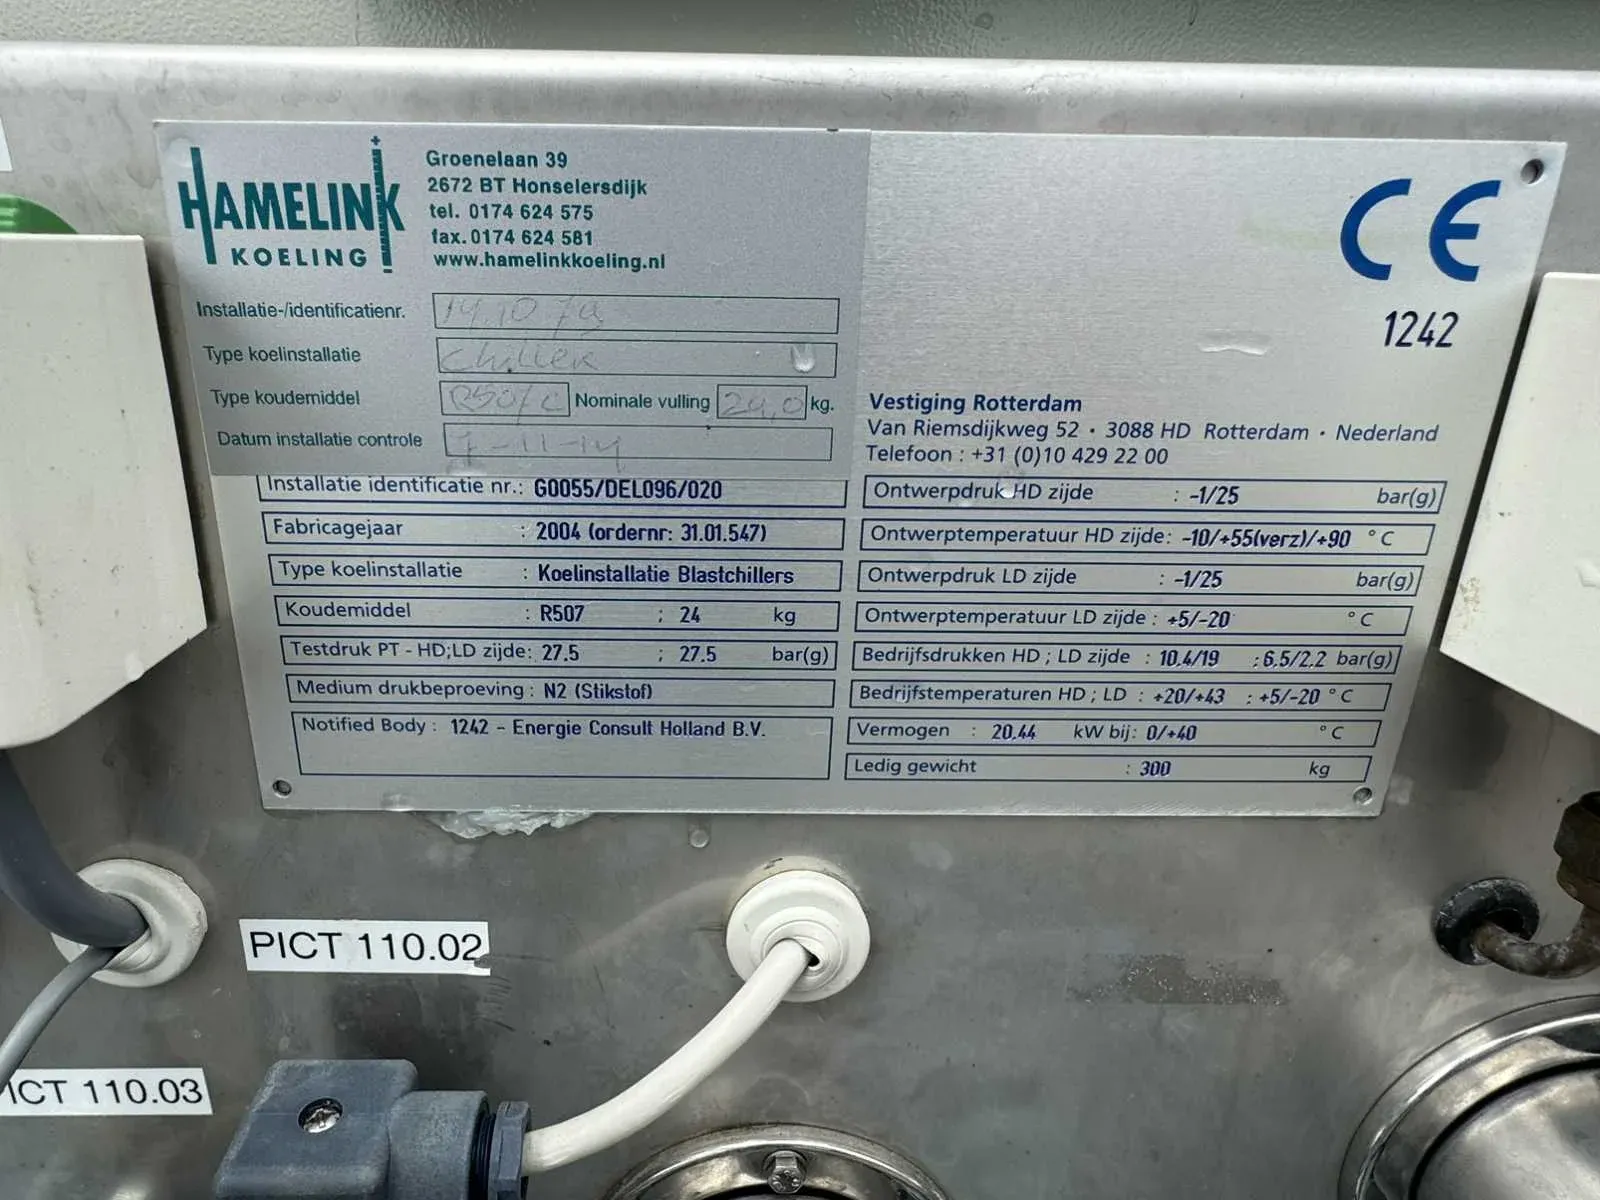 HAMELINK
KOELING
Groenelaan 39
2672 BT Honselersdijk
tel. 0174 624 575
fax. 0174 624 581
www.hamelinkkoeling.nl
Installatie-/identificatienr.
Type koelinstallatie Chiller
Type koudemiddel R507 Nominale vulling 24,0 kg.
Datum installatie controle 7-11-14
CE
1242
Vestiging Rotterdam
Van Riemsdijkweg 52 · 3088 HD Rotterdam · Nederland
Telefoon : +31 (0)10 429 22 00
Installatie identificatie nr.: G0055/DEL096/020
Fabricagejaar : 2004 (ordernr: 31.01.547)
Type koelinstallatie : Koelinstallatie Blastchillers
Koudemiddel : R507 ; 24 kg
Testdruk PT - HD;LD zijde: 27.5 ; 27.5 bar(g)
Medium drukbeproeving : N2 (Stikstof)
Notified Body : 1242 - Energie Consult Holland B.V.
Ontwerpdruk HD zijde : -1/25 bar(g)
Ontwerptemperatuur HD zijde: -10/+55(verz)/+90 °C
Ontwerpdruk LD zijde : -1/25 bar(g)
Ontwerptemperatuur LD zijde : +5/-20 °C
Bedrijfsdrukken HD ; LD zijde : 10.4/19 : 6.5/2.2 bar(g)
Bedrijfstemperaturen HD ; LD : +20/+43 : +5/-20 °C
Vermogen : 20.44 kW bij: 0/+40 °C
Ledig gewicht : 300 kg
PICT 110.02
ICT 110.03